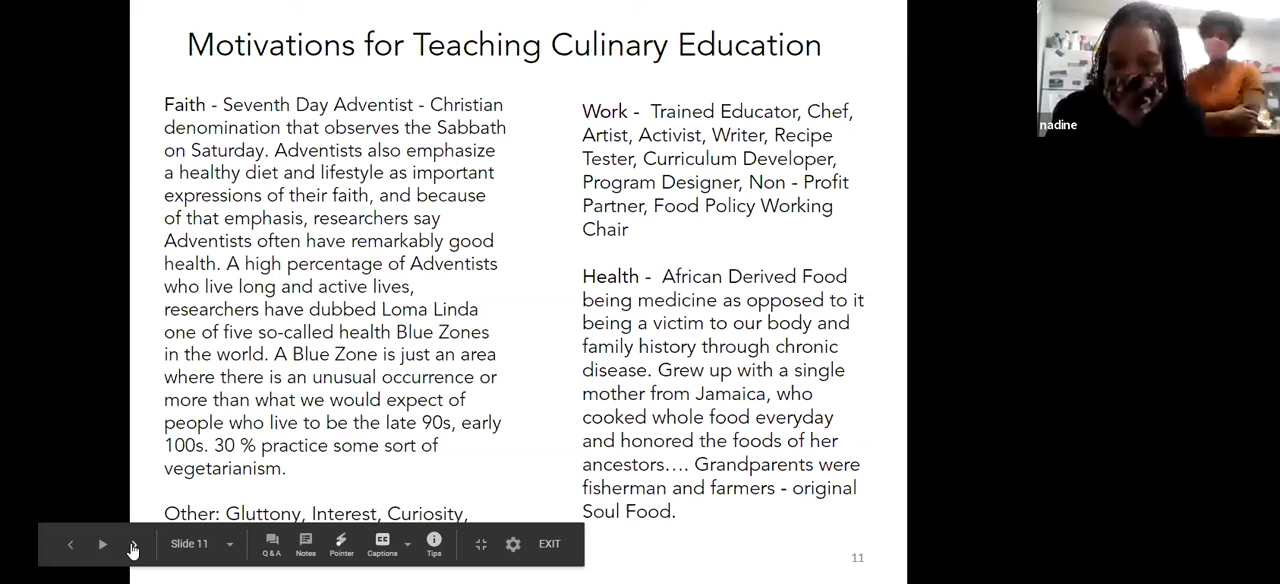 Motivations for Teaching Culinary Education
Faith - Seventh Day Adventist - Christian
denomination that observes the Sabbath
on Saturday. Adventists also emphasize
a healthy diet and lifestyle as important
expressions of their faith, and because
of that emphasis, researchers say
Adventists often have remarkably good
health. A high percentage of Adventists
who live long and active lives,
researchers have dubbed Loma Linda
one of five so-called health Blue Zones
in the world. A Blue Zone is just an area
where there is an unusual occurrence or
more than what we would expect of
people who live to be the late 90s, early
100s. 30 % practice some sort of
vegetarianism.
Other: Gluttony, Interest, Curiosity,
Work - Trained Educator, Chef,
Artist, Activist, Writer, Recipe
Tester, Curriculum Developer,
Program Designer, Non - Profit
Partner, Food Policy Working
Chair
Health - African Derived Food
being medicine as opposed to it
being a victim to our body and
family history through chronic
disease. Grew up with a single
mother from Jamaica, who
cooked whole food everyday
and honored the foods of her
ancestors.... Grandparents were
fisherman and farmers - original
Soul Food.
11
Slide 11
Q & A
Notes
Pointer
Captions
Tips
EXIT
nadine